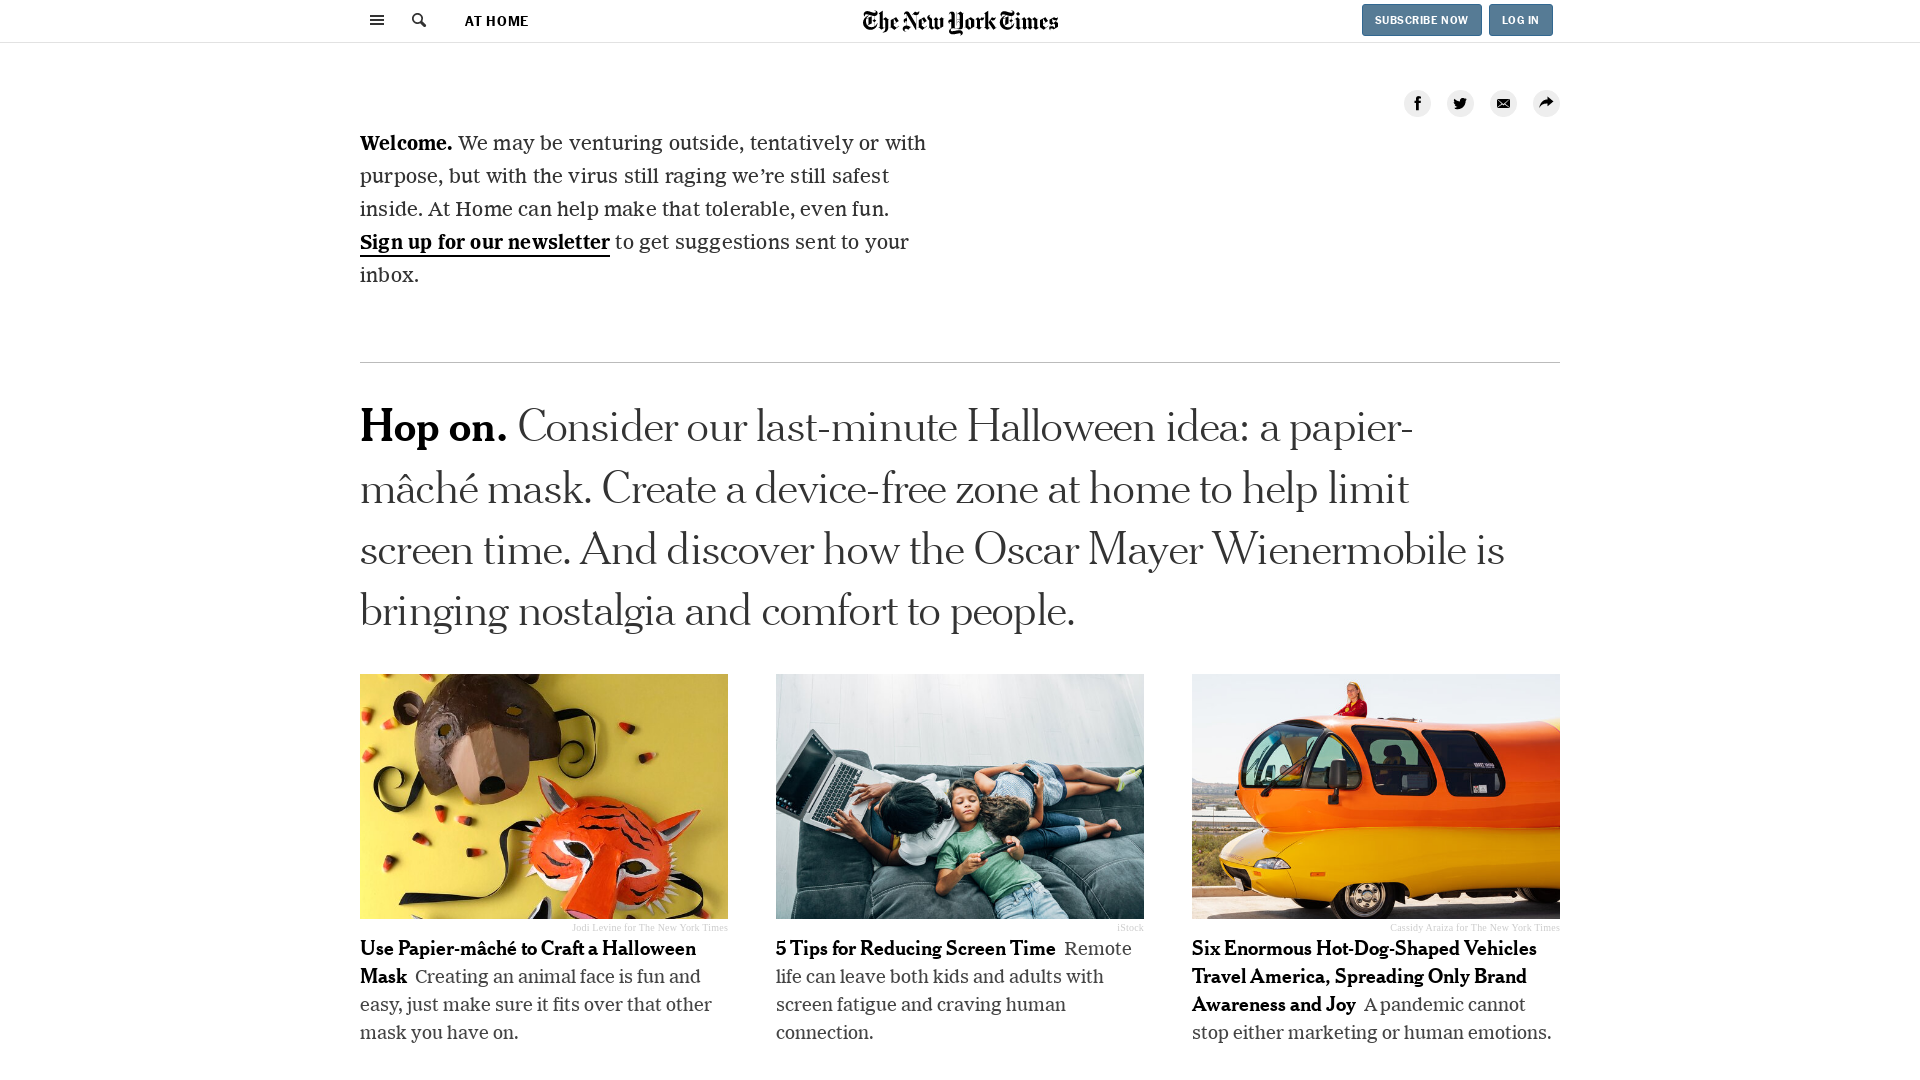 AT HOME
The New York Times
SUBSCRIBE NOW
LOG IN
Welcome. We may be venturing outside, tentatively or with
purpose, but with the virus still raging we’re still safest
inside. At Home can help make that tolerable, even fun.
Sign up for our newsletter to get suggestions sent to your
inbox.
Hop on. Consider our last-minute Halloween idea: a papier-
mâché mask. Create a device-free zone at home to help limit
screen time. And discover how the Oscar Mayer Wienermobile is
bringing nostalgia and comfort to people.
Jodi Levine for The New York Times
Use Papier-mâché to Craft a Halloween
Mask Creating an animal face is fun and
easy, just make sure it fits over that other
mask you have on.
iStock
5 Tips for Reducing Screen Time Remote
life can leave both kids and adults with
screen fatigue and craving human
connection.
Cassidy Araiza for The New York Times
Six Enormous Hot-Dog-Shaped Vehicles
Travel America, Spreading Only Brand
Awareness and Joy A pandemic cannot
stop either marketing or human emotions.